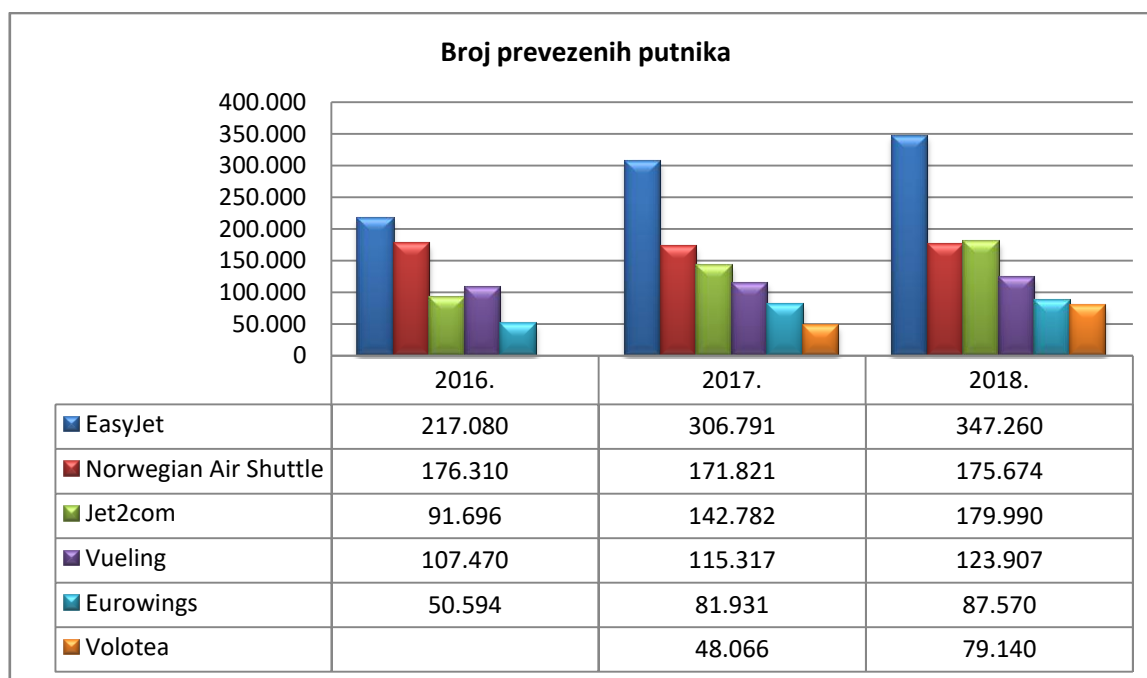 Broj prevezenih putnika
400.000
350.000
300.000
250.000
200.000
150.000
100.000
50.000
0
2016. 2017. 2018.
EasyJet 217.080 306.791 347.260
Norwegian Air Shuttle 176.310 171.821 175.674
Jet2com 91.696 142.782 179.990
Vueling 107.470 115.317 123.907
Eurowings 50.594 81.931 87.570
Volotea 48.066 79.140